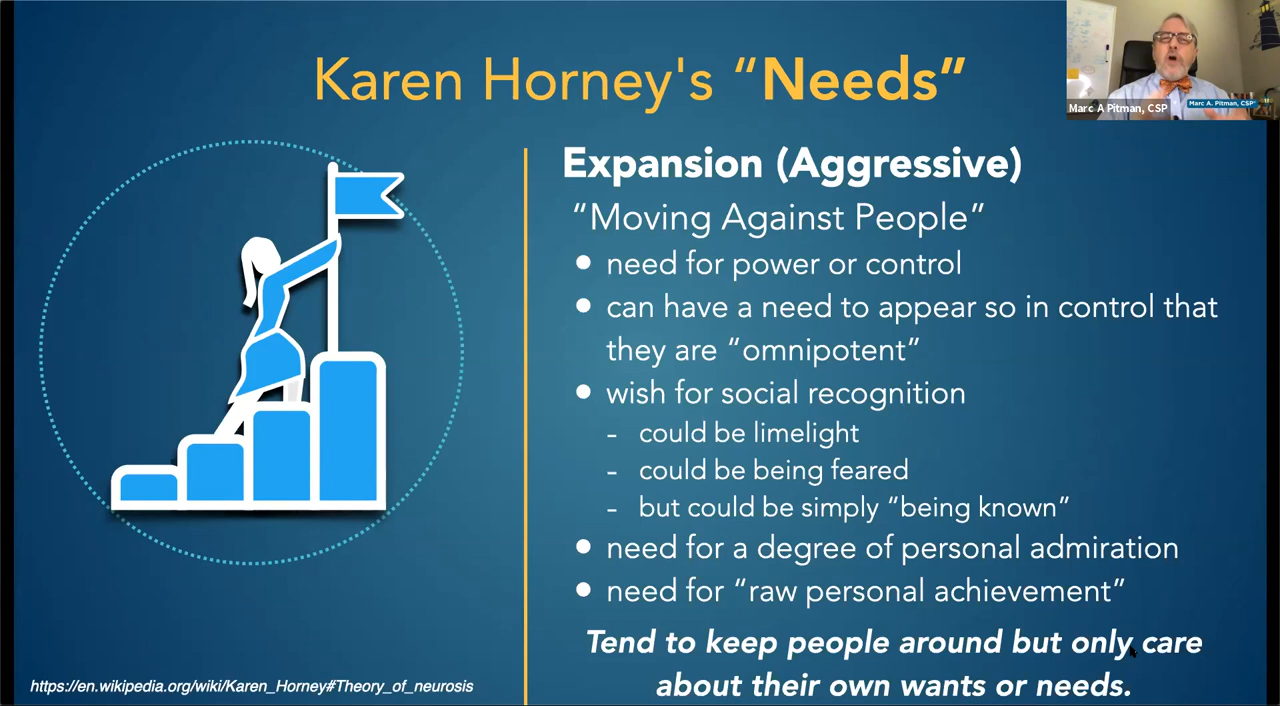 Karen Horney's “Needs”
Marc A Pitman, CSP
Marc A. Pitman, CSP
Expansion (Aggressive)
“Moving Against People”
● need for power or control
● can have a need to appear so in control that
they are “omnipotent”
● wish for social recognition
- could be limelight
- could be being feared
- but could be simply “being known”
● need for a degree of personal admiration
● need for “raw personal achievement”
Tend to keep people around but only care
about their own wants or needs.
https://en.wikipedia.org/wiki/Karen_Horney#Theory_of_neurosis